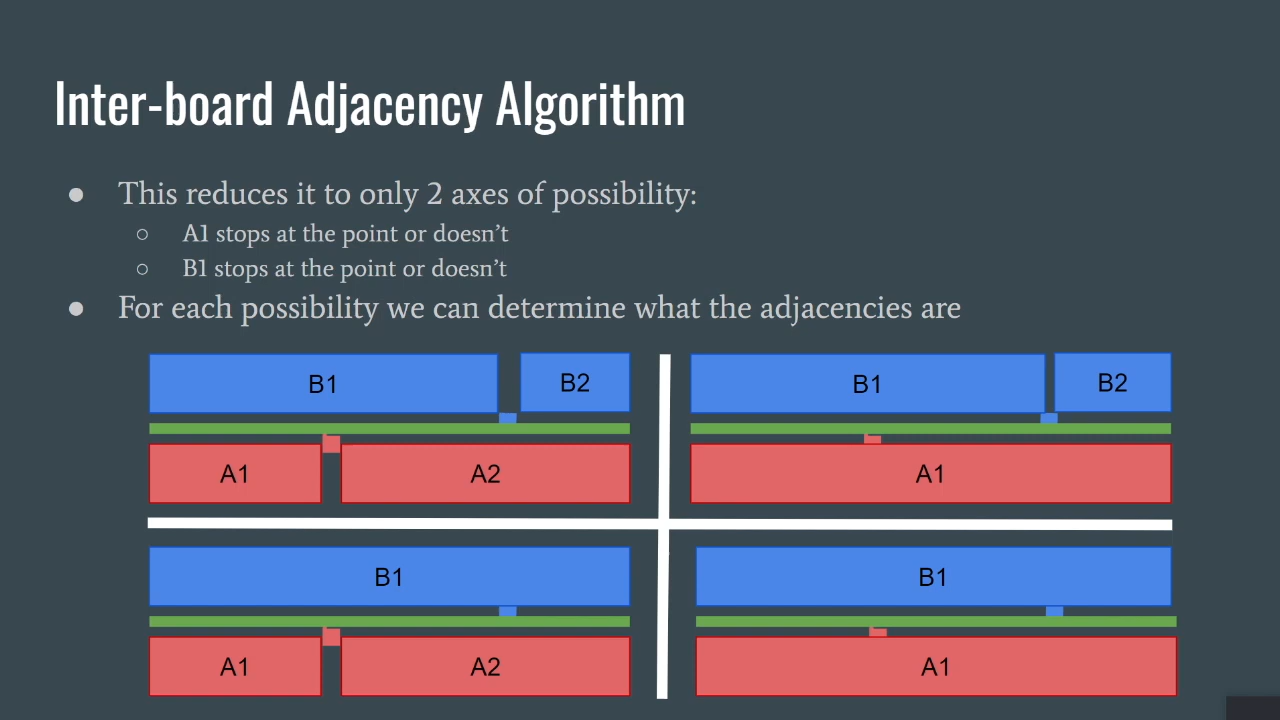 Inter-board Adjacency Algorithm
● This reduces it to only 2 axes of possibility:
○ A1 stops at the point or doesn’t
○ B1 stops at the point or doesn’t
● For each possibility we can determine what the adjacencies are
B1 B2 B1 B2
A1 A2 A1
B1 B1
A1 A2 A1